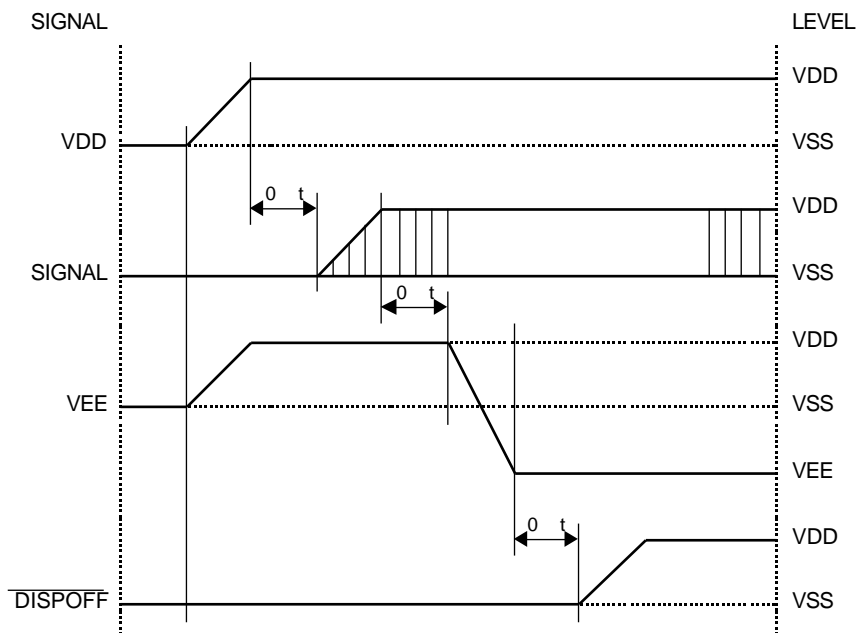 SIGNAL LEVEL
VDD
VDD VSS
0 t VDD
SIGNAL VSS
0 t
VDD
VEE VSS
VEE
0 t VDD
DISPOFF VSS